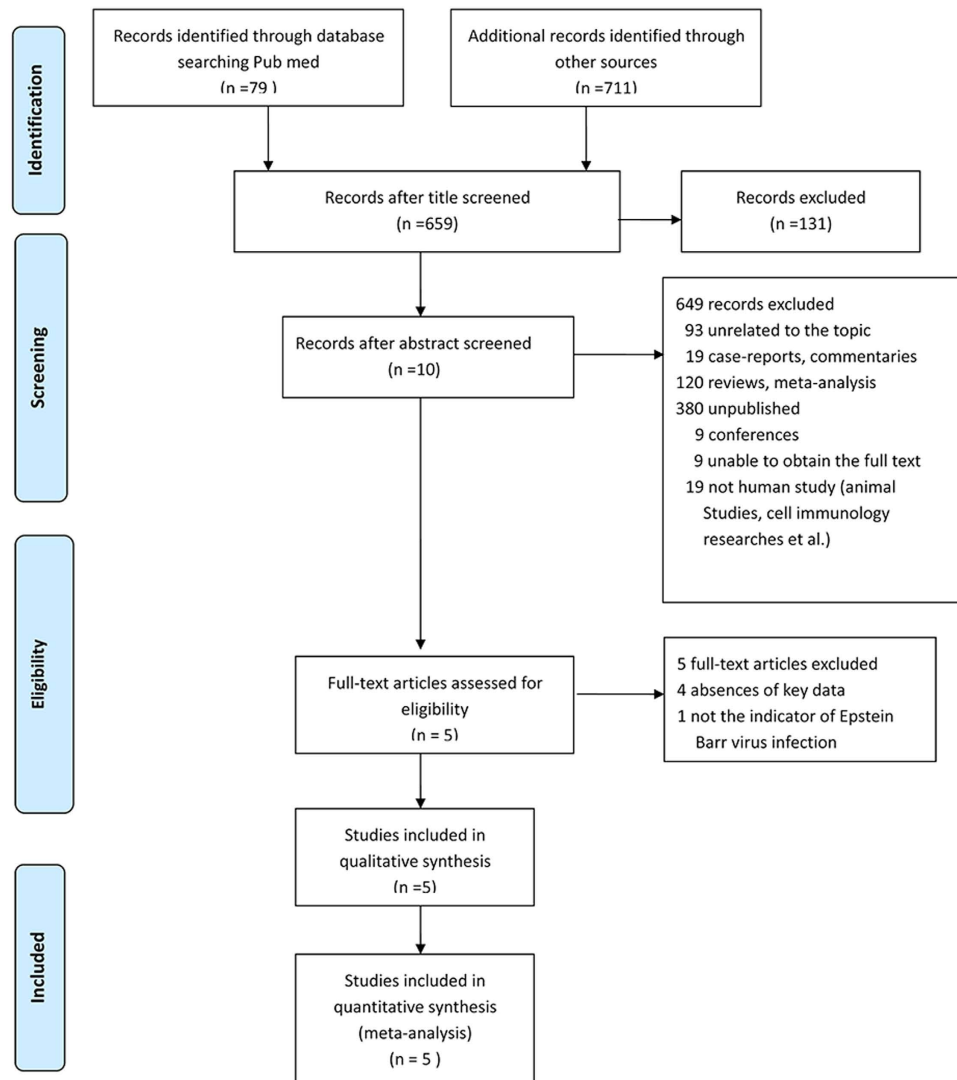 Identification
Records identified through database
searching Pub med
(n =79 )
Additional records identified through
other sources
(n =711)
Records after title screened
(n =659)
Records excluded
(n =131)
Screening
Records after abstract screened
(n =10)
649 records excluded
93 unrelated to the topic
19 case-reports, commentaries
120 reviews, meta-analysis
380 unpublished
9 conferences
9 unable to obtain the full text
19 not human study (animal
Studies, cell immunology
researches et al.)
Eligibility
Full-text articles assessed for
eligibility
(n = 5)
5 full-text articles excluded
4 absences of key data
1 not the indicator of Epstein
Barr virus infection
Studies included in
qualitative synthesis
(n =5)
Included
Studies included in
quantitative synthesis
(meta-analysis)
(n = 5 )